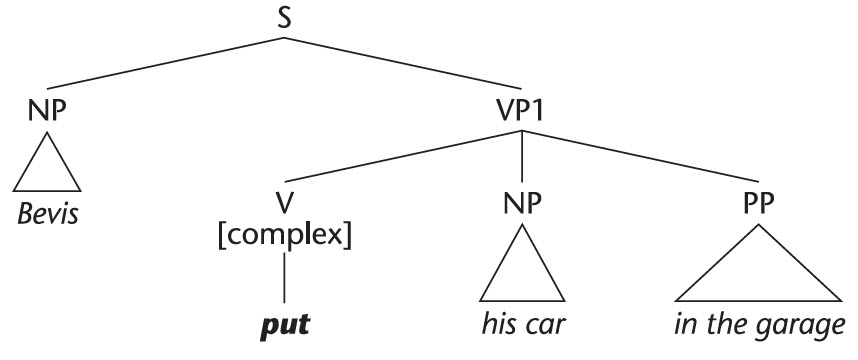 S
NP VP1
Bevis
V NP PP
[complex]
put his car in the garage